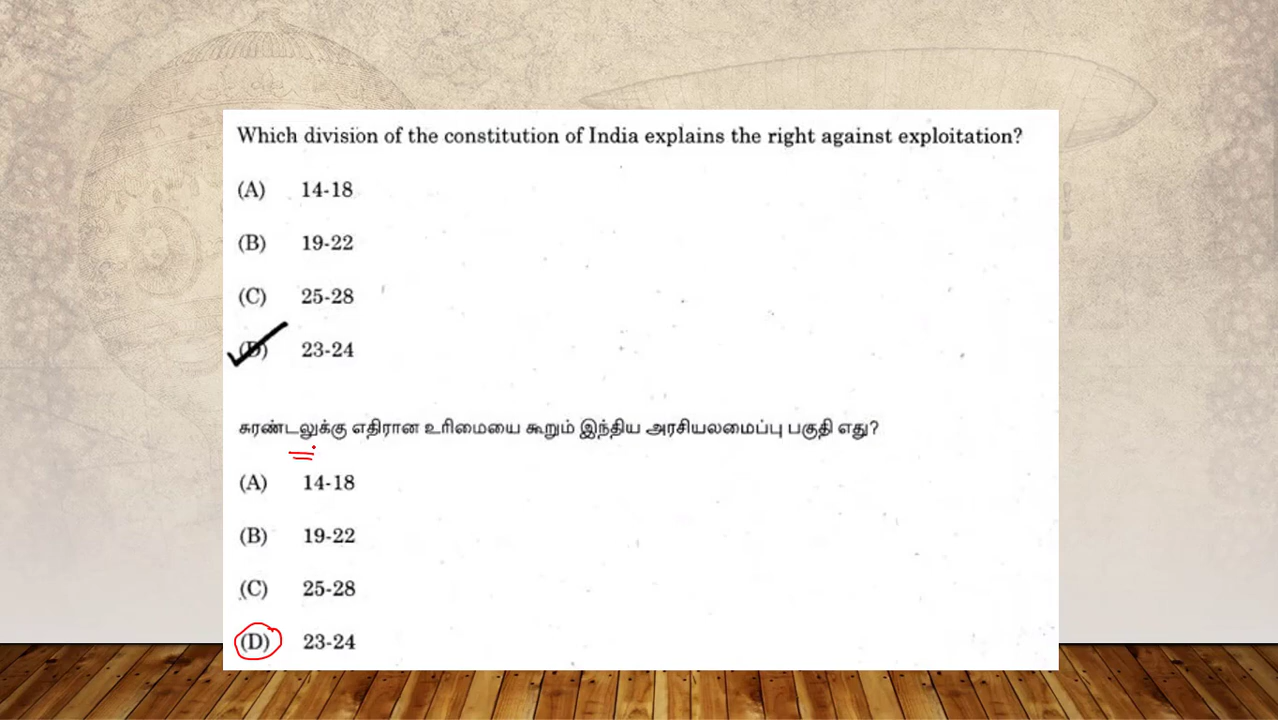 Which division of the constitution of India explains the right against exploitation?
(A) 14-18
(B) 19-22
(C) 25-28
(D) 23-24
சுரண்டலுக்கு எதிரான உரிமையை கூறும் இந்திய அரசியலமைப்பு பகுதி எது?
(A) 14-18
(B) 19-22
(C) 25-28
(D) 23-24